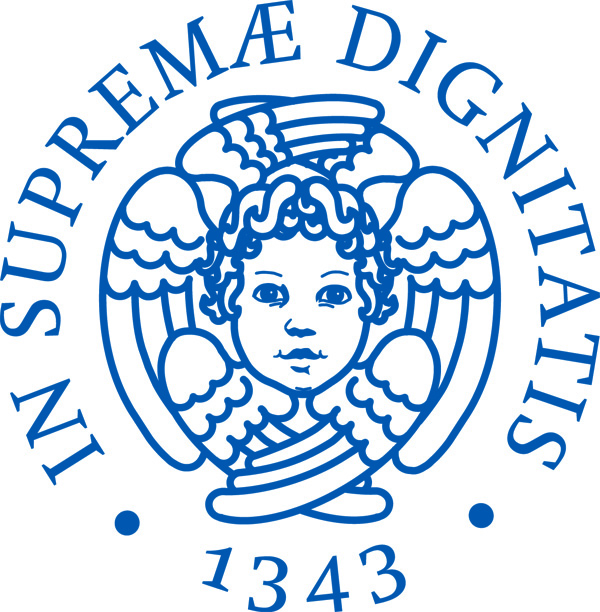 IN SUPREMÆ DIGNITATIS
1343